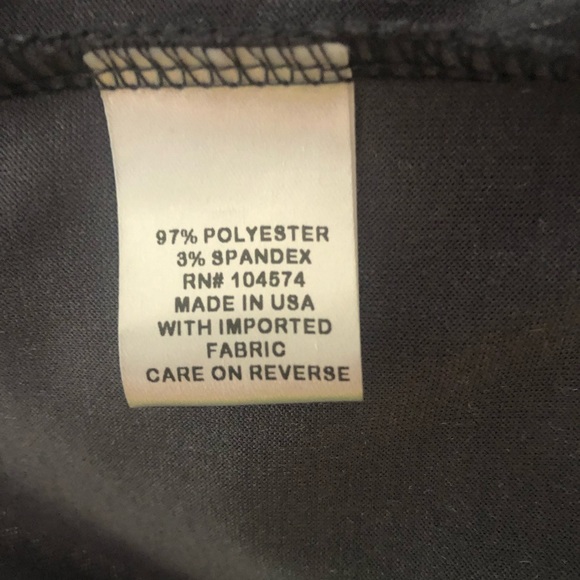 97% POLYESTER
3% SPANDEX
RN# 104574
MADE IN USA
WITH IMPORTED
FABRIC
CARE ON REVERSE